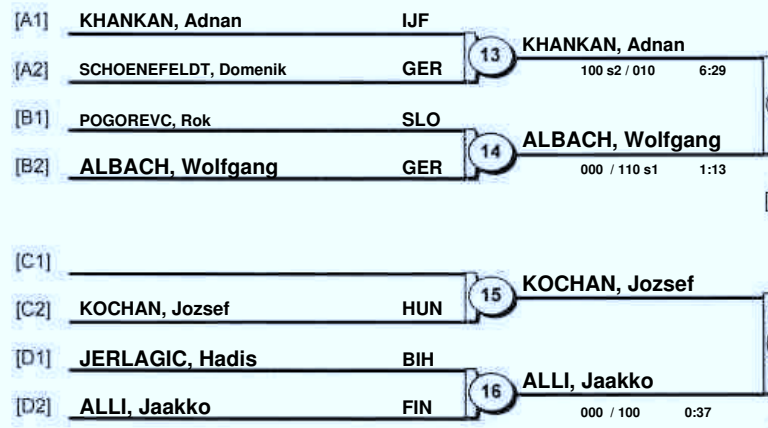 [A1] KHANKAN, Adnan IJF
13 KHANKAN, Adnan
[A2] SCHOENEFELDT, Domenik GER
100 s2 / 010 6:29
[B1] POGOREVC, Rok SLO
14 ALBACH, Wolfgang
[B2] ALBACH, Wolfgang GER
000 / 110 s1 1:13
[C1]
15 KOCHAN, Jozsef
[C2] KOCHAN, Jozsef HUN
[D1] JERLAGIC, Hadis BIH
16 ALLI, Jaakko
[D2] ALLI, Jaakko FIN
000 / 100 0:37